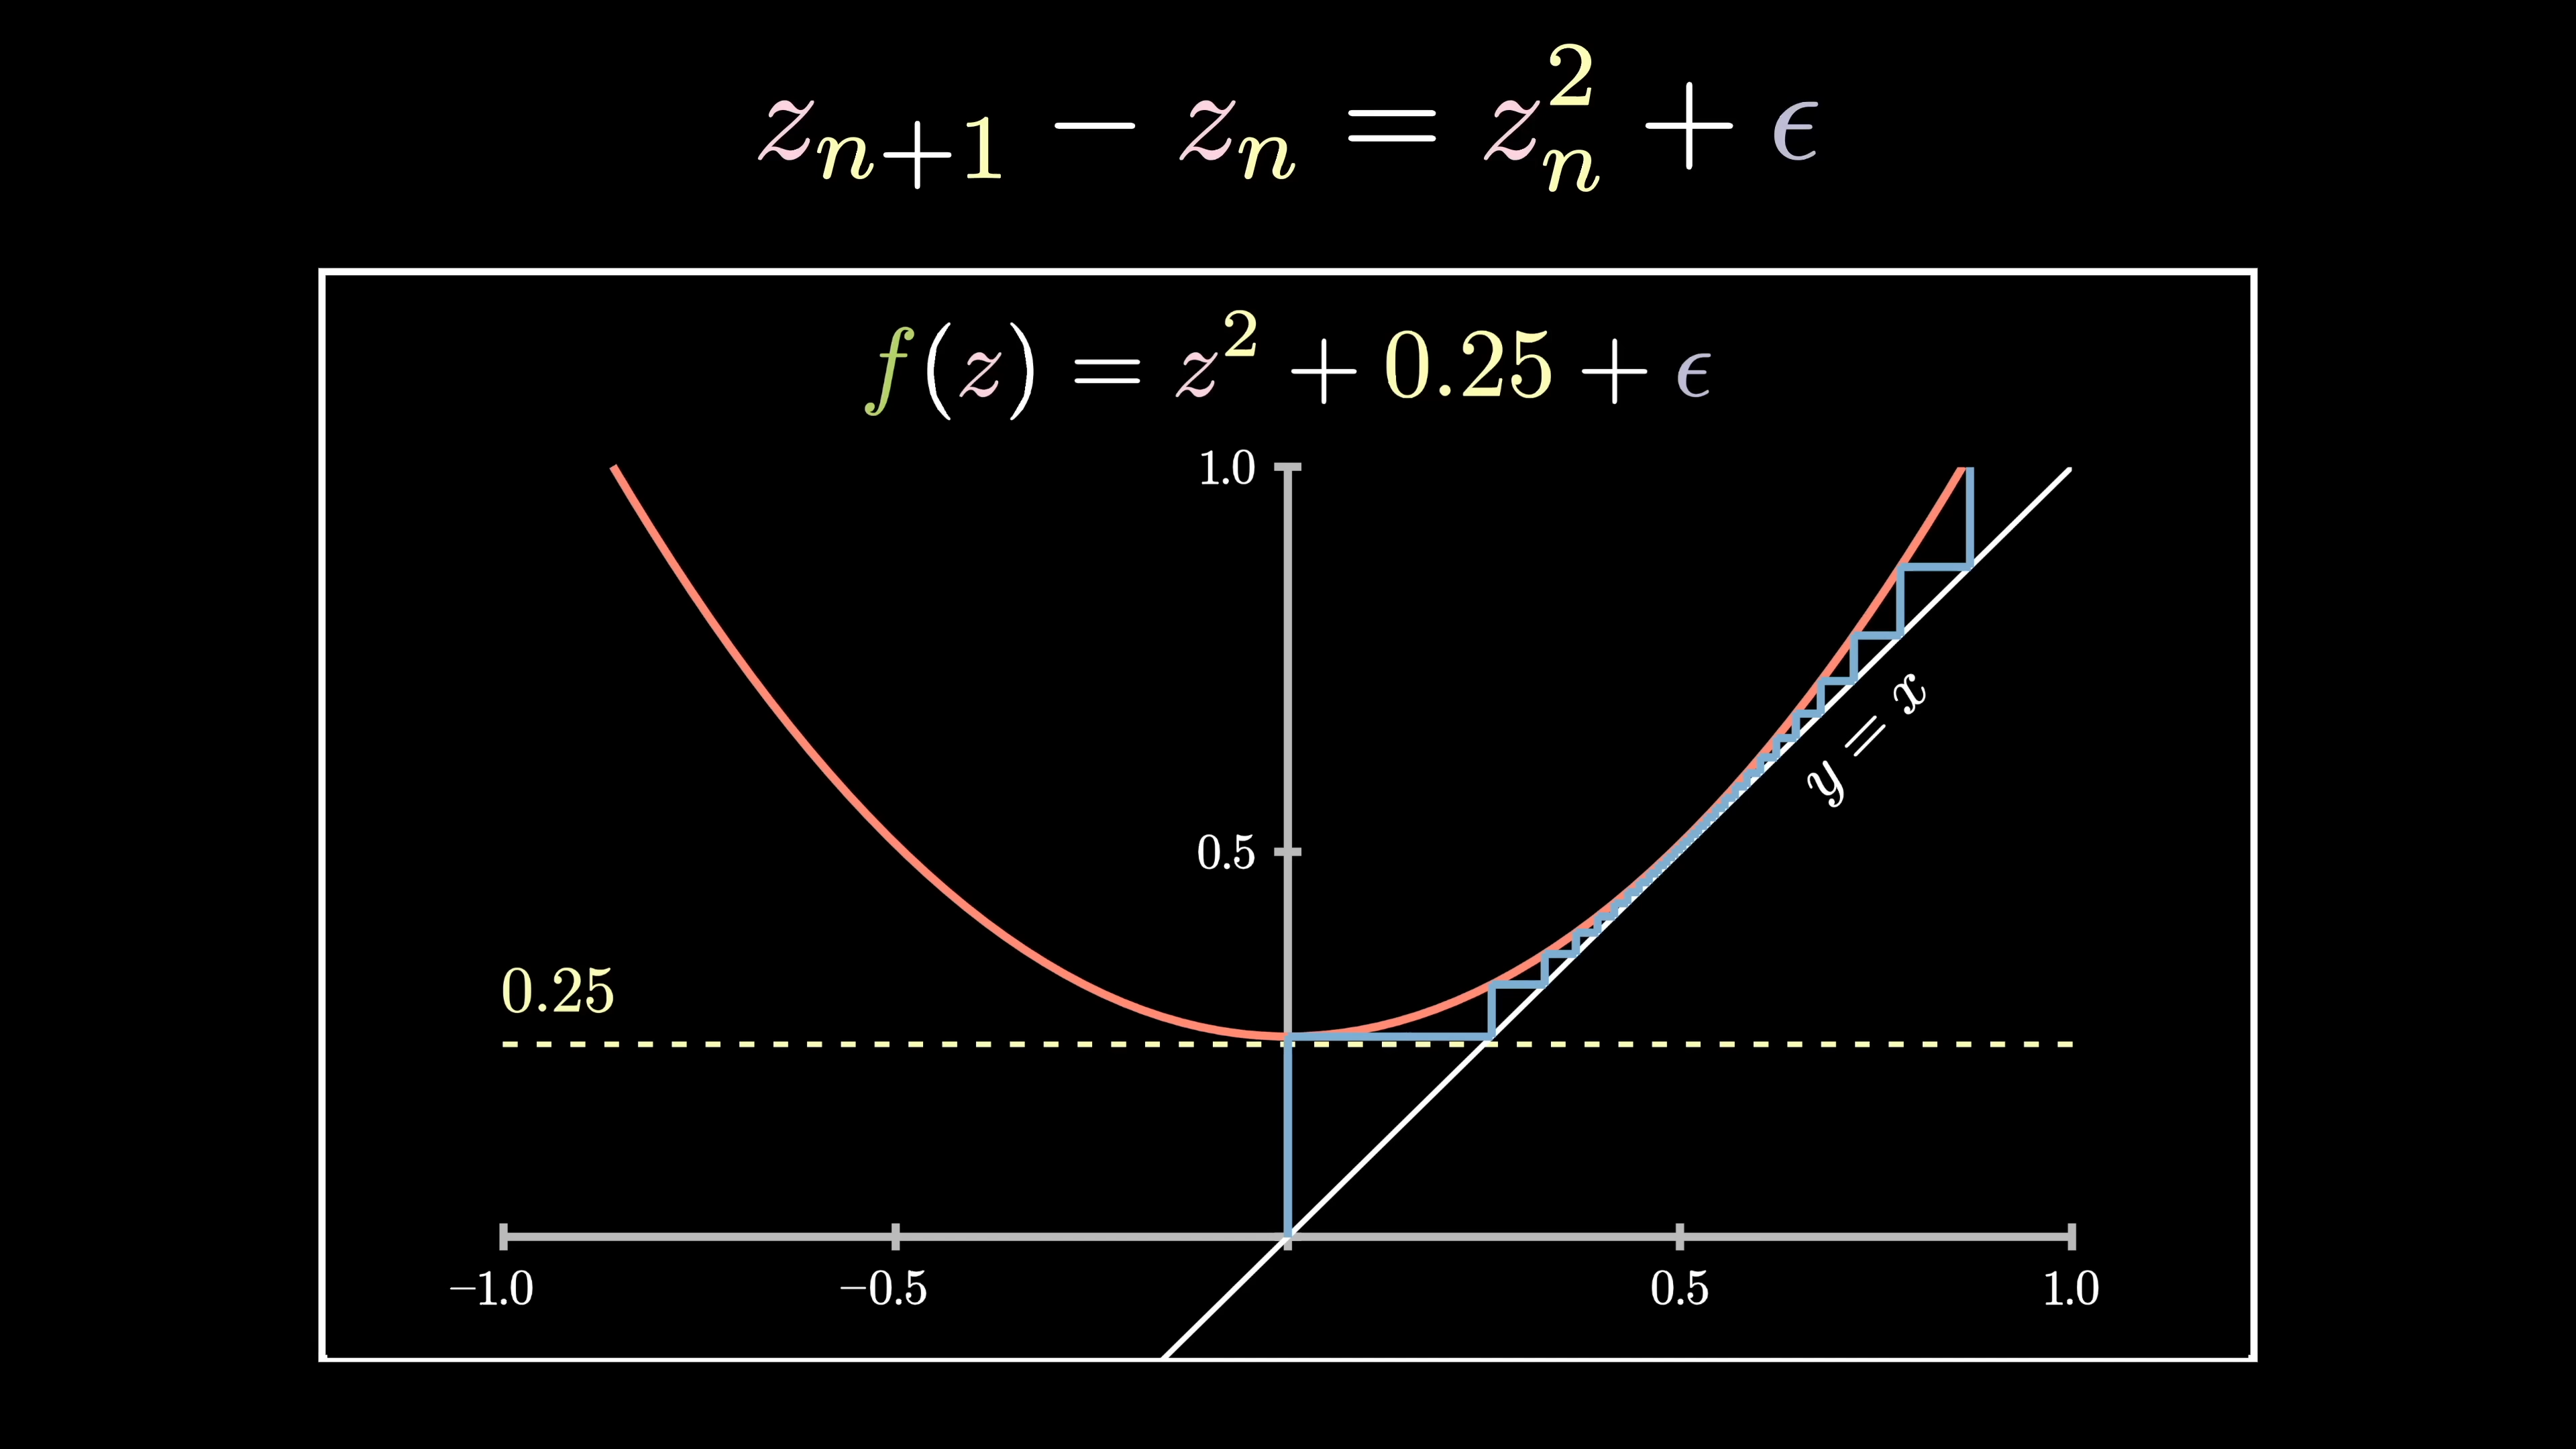 z_{n+1} − z_n = z_n^2 + ϵ
f(z) = z^2 + 0.25 + ϵ
1.0
y = x
0.5
0.25
−1.0 −0.5 0.5 1.0